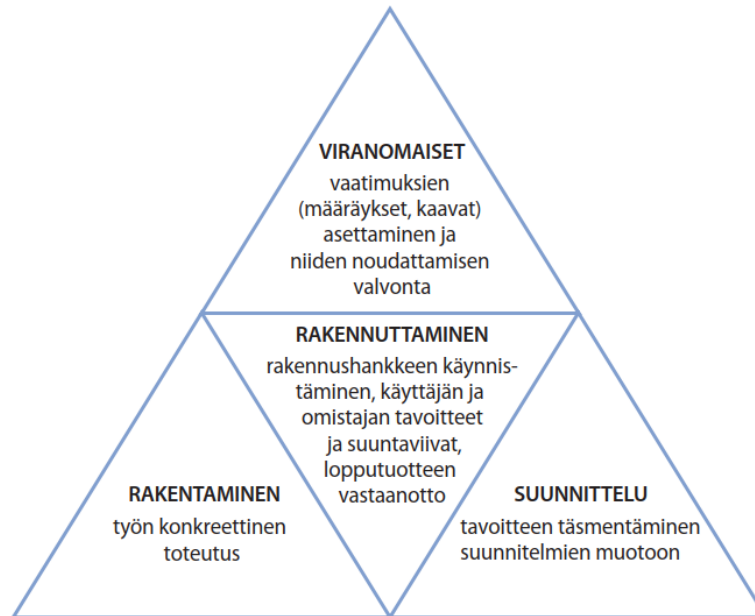 VIRANOMAISET
vaatimuksien
(määräykset, kaavat)
asettaminen ja
niiden noudattamisen
valvonta
RAKENNUTTAMINEN
rakennushankkeen käynnis-
täminen, käyttäjän ja
omistajan tavoitteet
ja suuntaviivat,
lopputuotteen
vastaanotto
RAKENTAMINEN
työn konkreettinen
toteutus
SUUNNITTELU
tavoitteen täsmentäminen
suunnitelmien muotoon